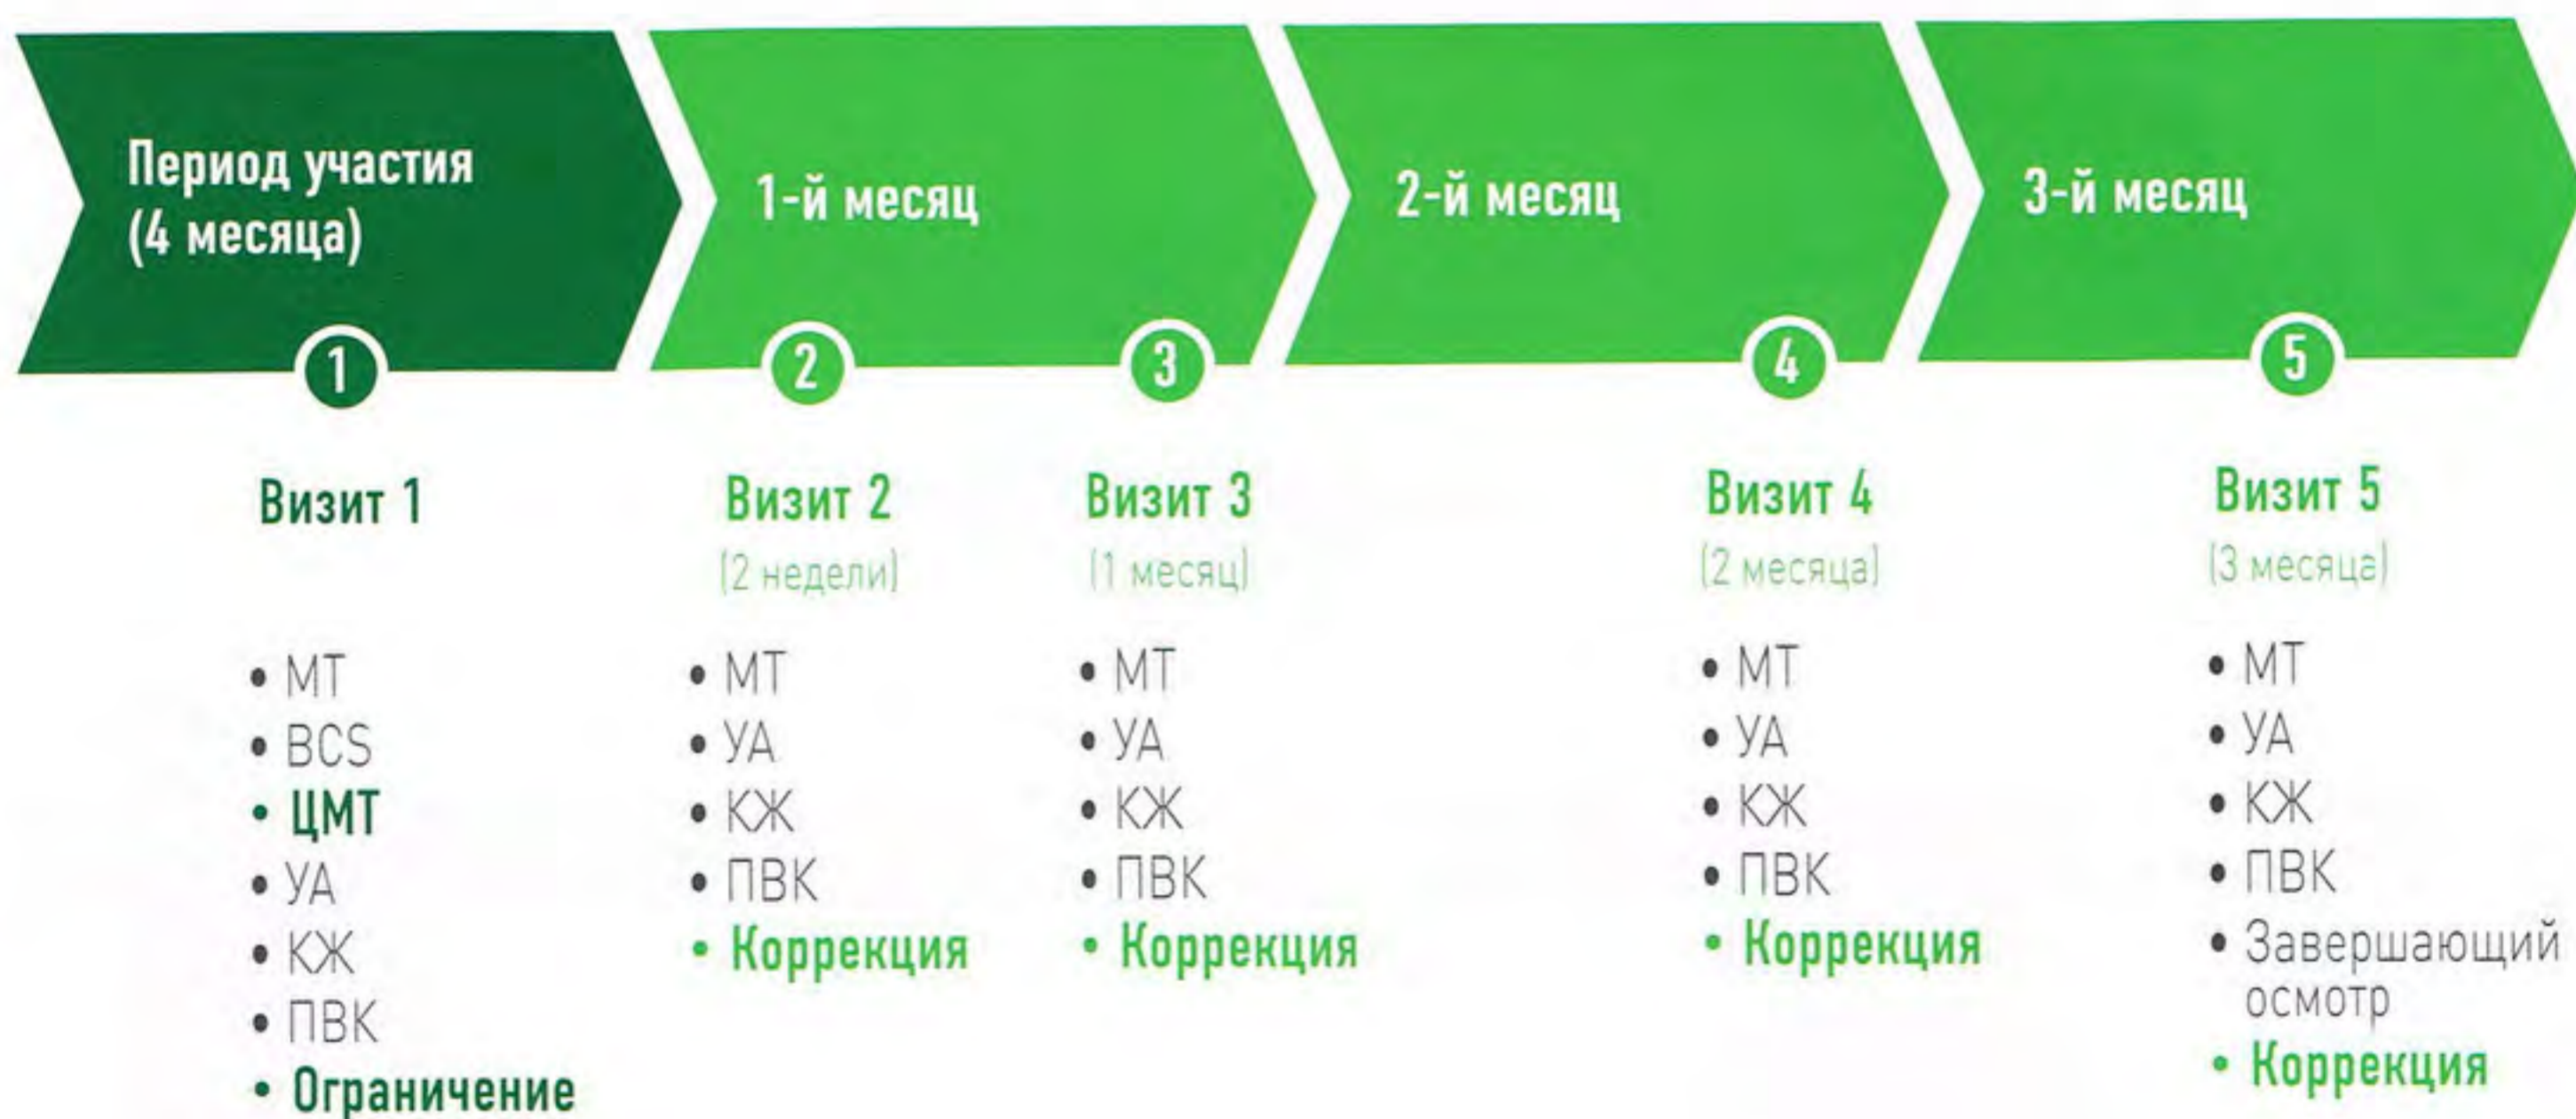 Период участия
(4 месяца)
1-й месяц
2-й месяц
3-й месяц
1
2
3
4
5
Визит 1
Визит 2
(2 недели)
Визит 3
(1 месяц)
Визит 4
(2 месяца)
Визит 5
(3 месяца)
• МТ
• BCS
• ЦМТ
• УА
• КЖ
• ПВК
• Ограничение
• МТ
• УА
• КЖ
• ПВК
• Коррекция
• МТ
• УА
• КЖ
• ПВК
• Коррекция
• МТ
• УА
• КЖ
• ПВК
• Коррекция
• МТ
• УА
• КЖ
• ПВК
• Завершающий
осмотр
• Коррекция